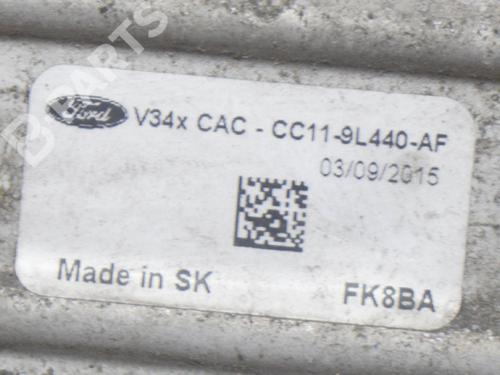 Ford V34x CAC - CC11-9L440-AF
03/09/2015
Made in SK
FK8BA